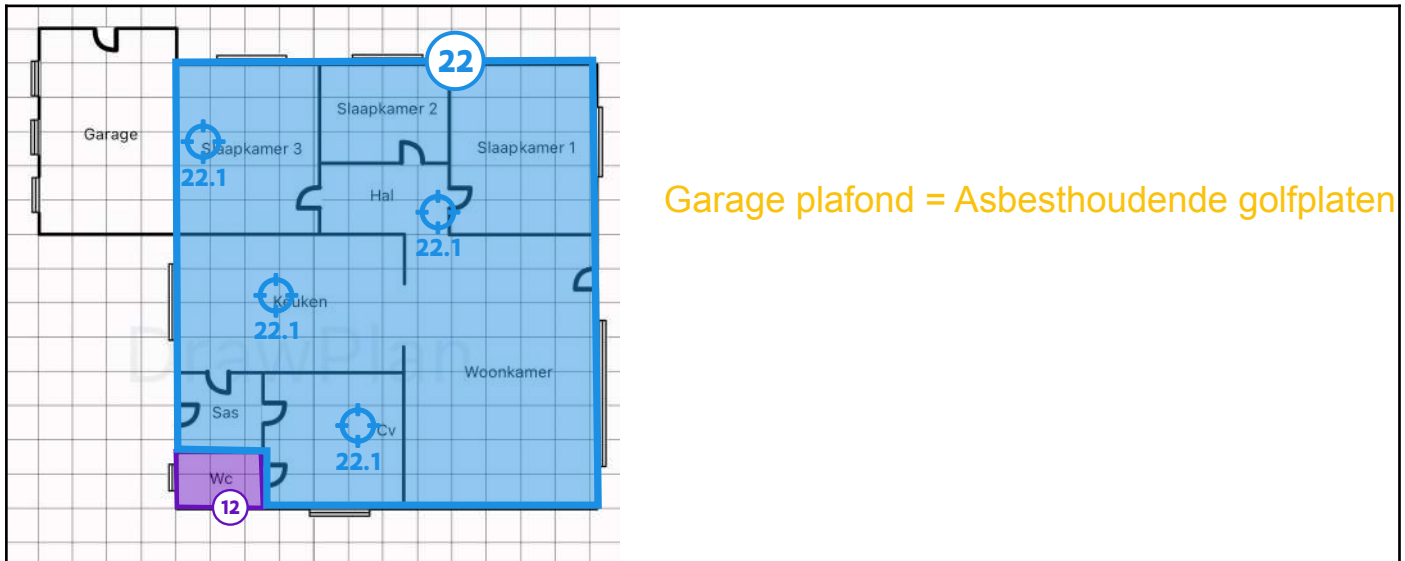 22
Slaapkamer 2
Garage
Slaapkamer 3
Slaapkamer 1
22.1
Hal
Garage plafond = Asbesthoudende golfplaten
22.1
Keuken
22.1
DrawPlan
Woonkamer
Sas
Cv
22.1
Wc
12